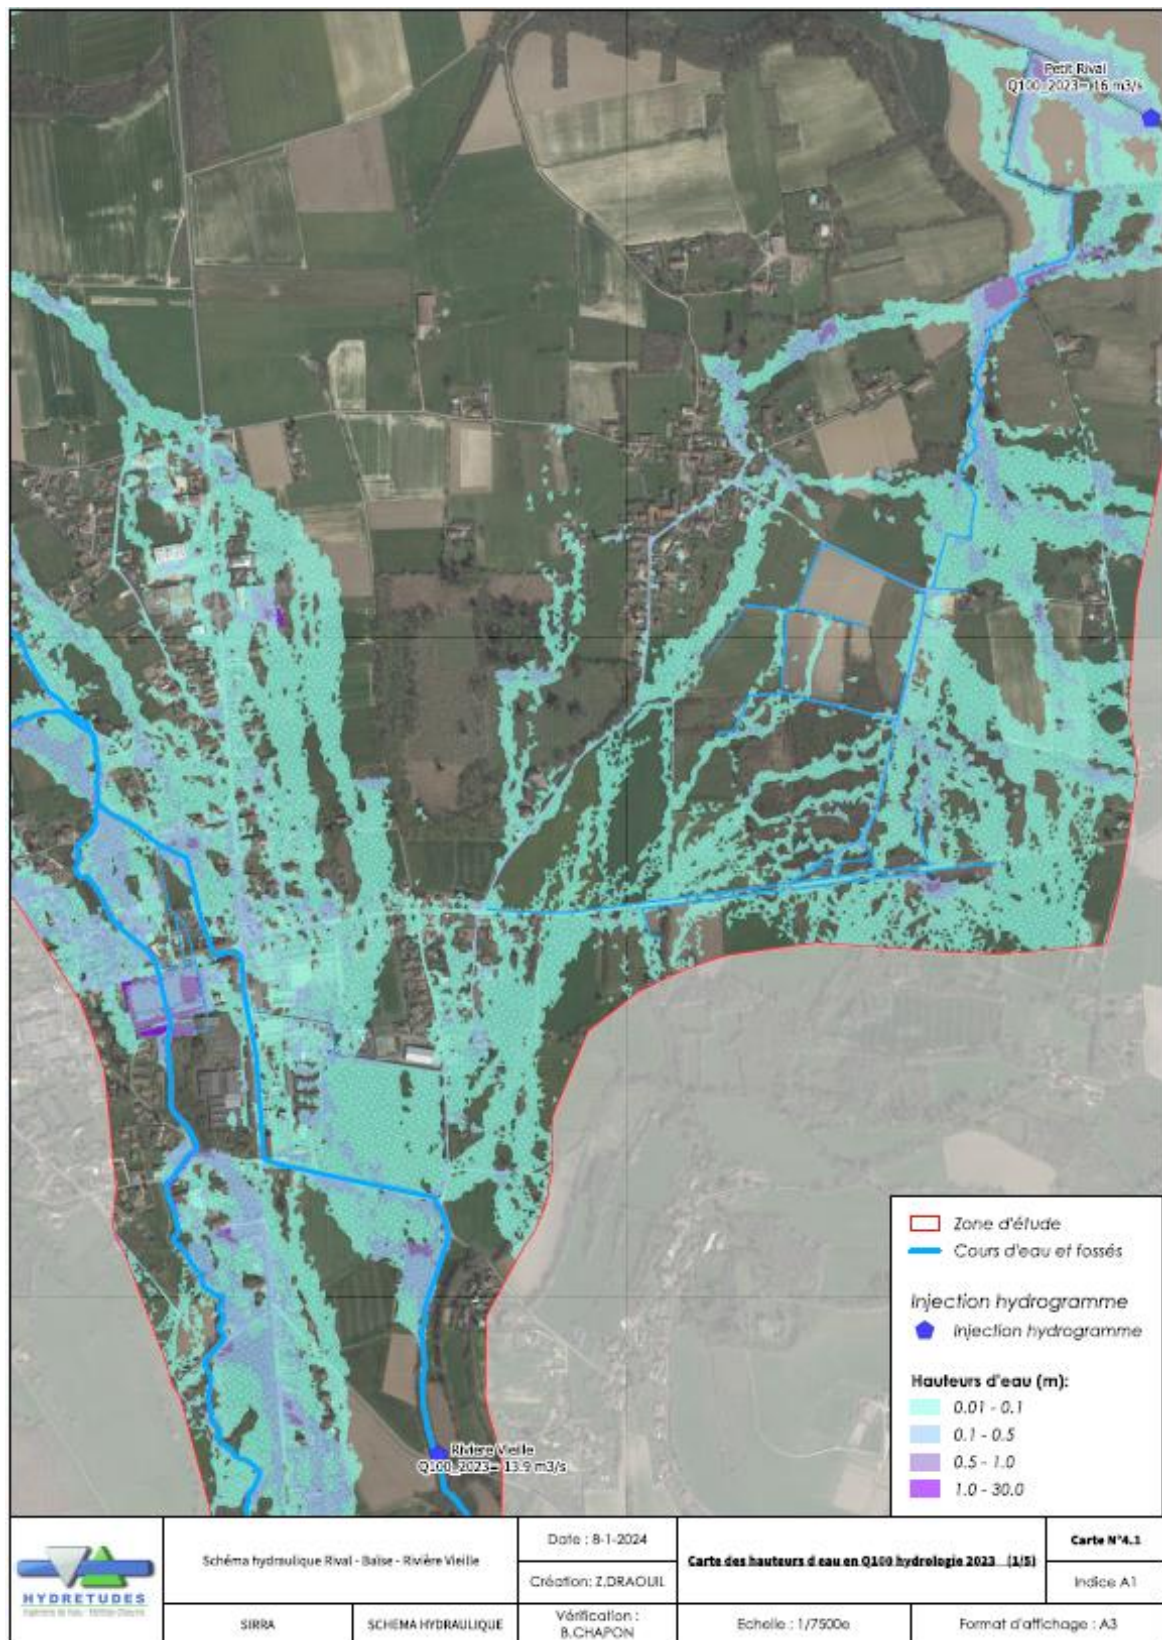 Petit Rival
Q100_2023= 16 m3/s
Rivière Vieille
Q100_2023= 13.9 m3/s
Zone d'étude
Cours d'eau et fossés
Injection hydrogramme
Injection hydrogramme
Hauteurs d'eau (m):
0.01 - 0.1
0.1 - 0.5
0.5 - 1.0
1.0 - 30.0
HYDRETUDES
Schéma hydraulique Rival - Baïse - Rivière Vieille
SIRRA
SCHEMA HYDRAULIQUE
Date : 8-1-2024
Création: Z.DRAOUIL
Vérification :
B.CHAPON
Carte des hauteurs d eau en Q100 hydrologie 2023 (1/5)
Echelle : 1/7500e
Carte N°4.1
Indice A1
Format d'affichage : A3